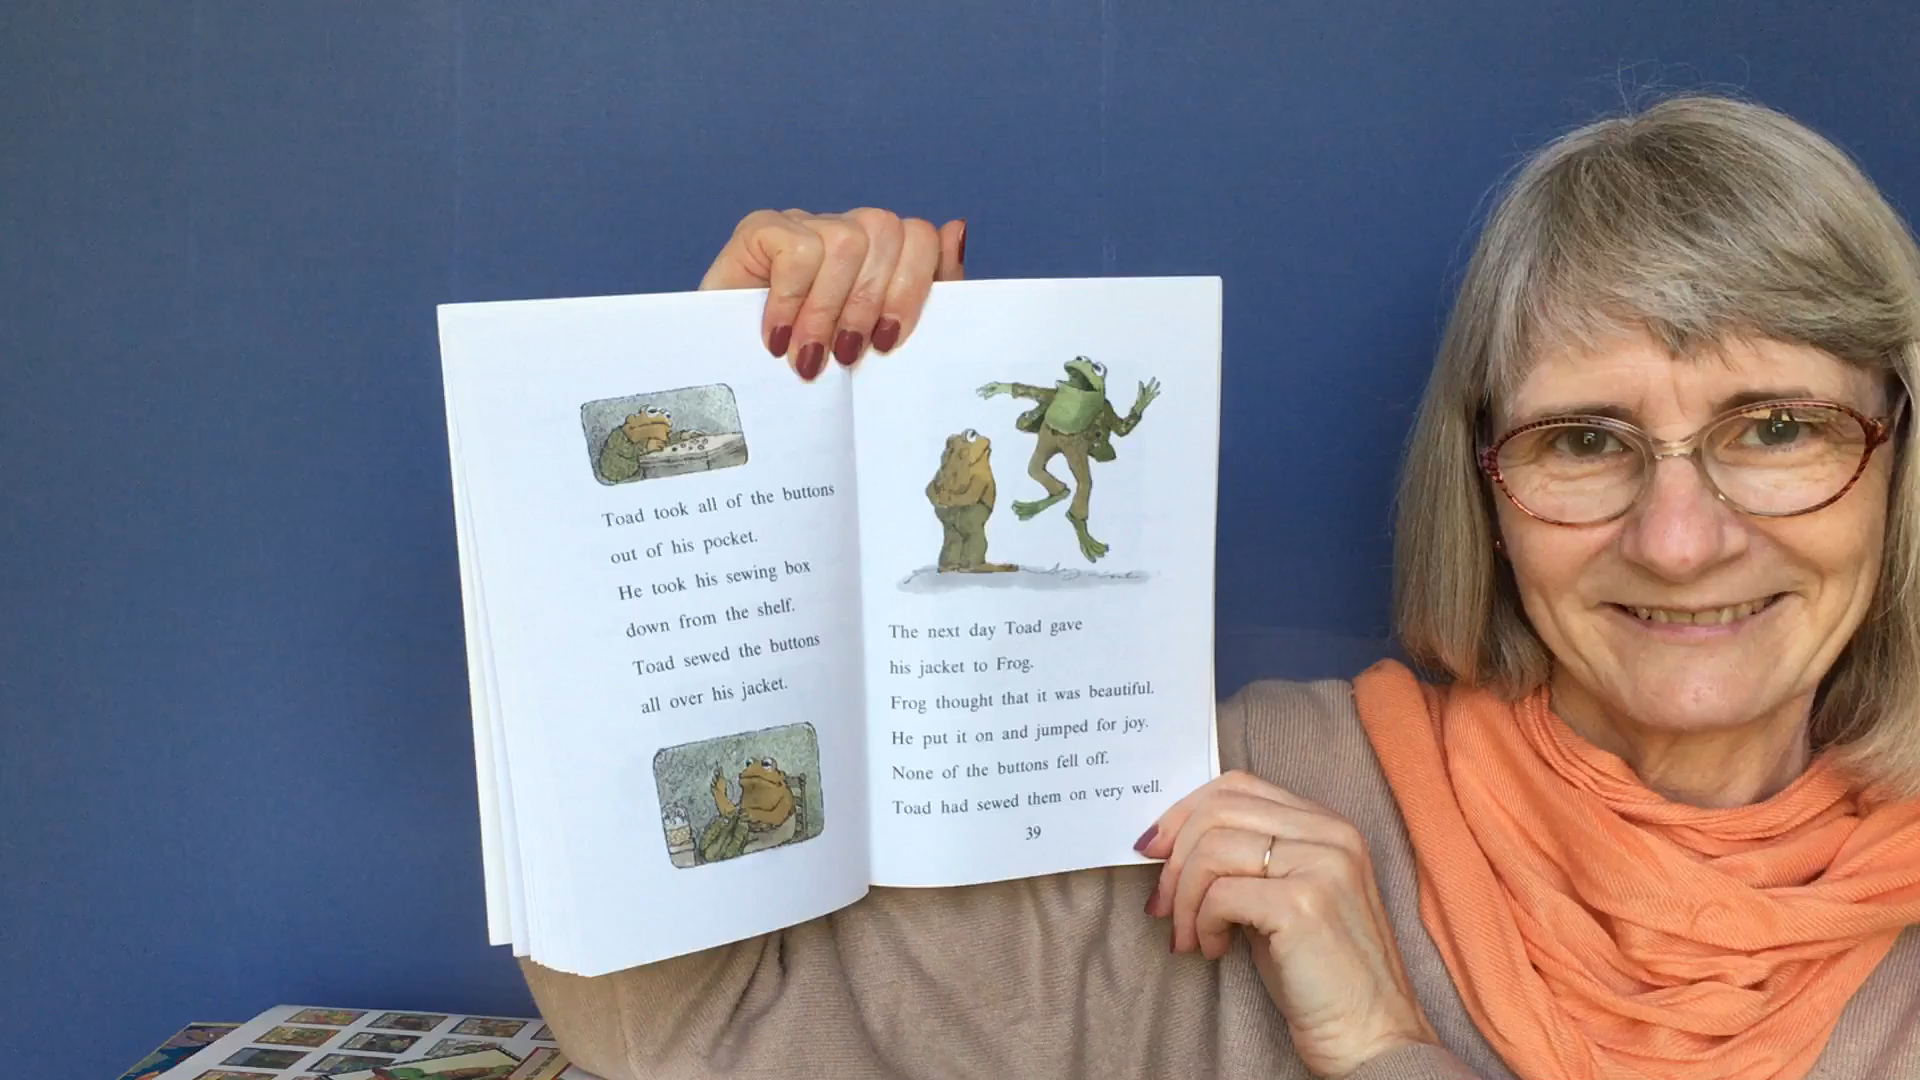 Toad took all of the buttons
out of his pocket.
He took his sewing box
down from the shelf.
Toad sewed the buttons
all over his jacket.
The next day Toad gave
his jacket to Frog.
Frog thought that it was beautiful.
He put it on and jumped for joy.
None of the buttons fell off.
Toad had sewed them on very well.
39